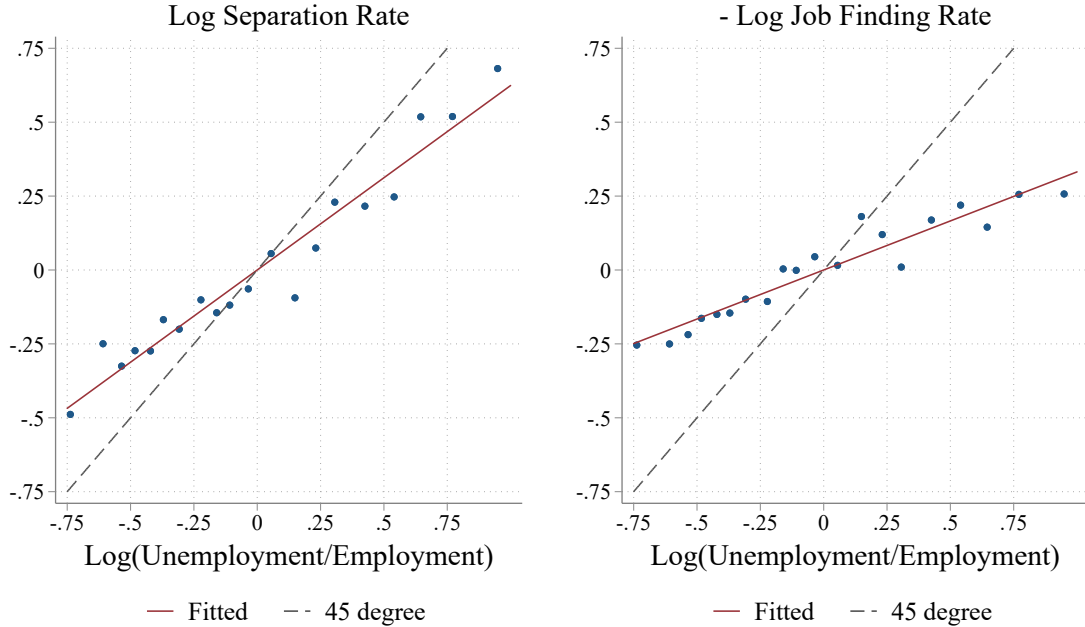 Log Separation Rate
.75
.5
.25
0
-.25
-.5
-.75
-.75 -.5 -.25 0 .25 .5 .75
Log(Unemployment/Employment)
Fitted 45 degree
- Log Job Finding Rate
.75
.5
.25
0
-.25
-.5
-.75
-.75 -.5 -.25 0 .25 .5 .75
Log(Unemployment/Employment)
Fitted 45 degree